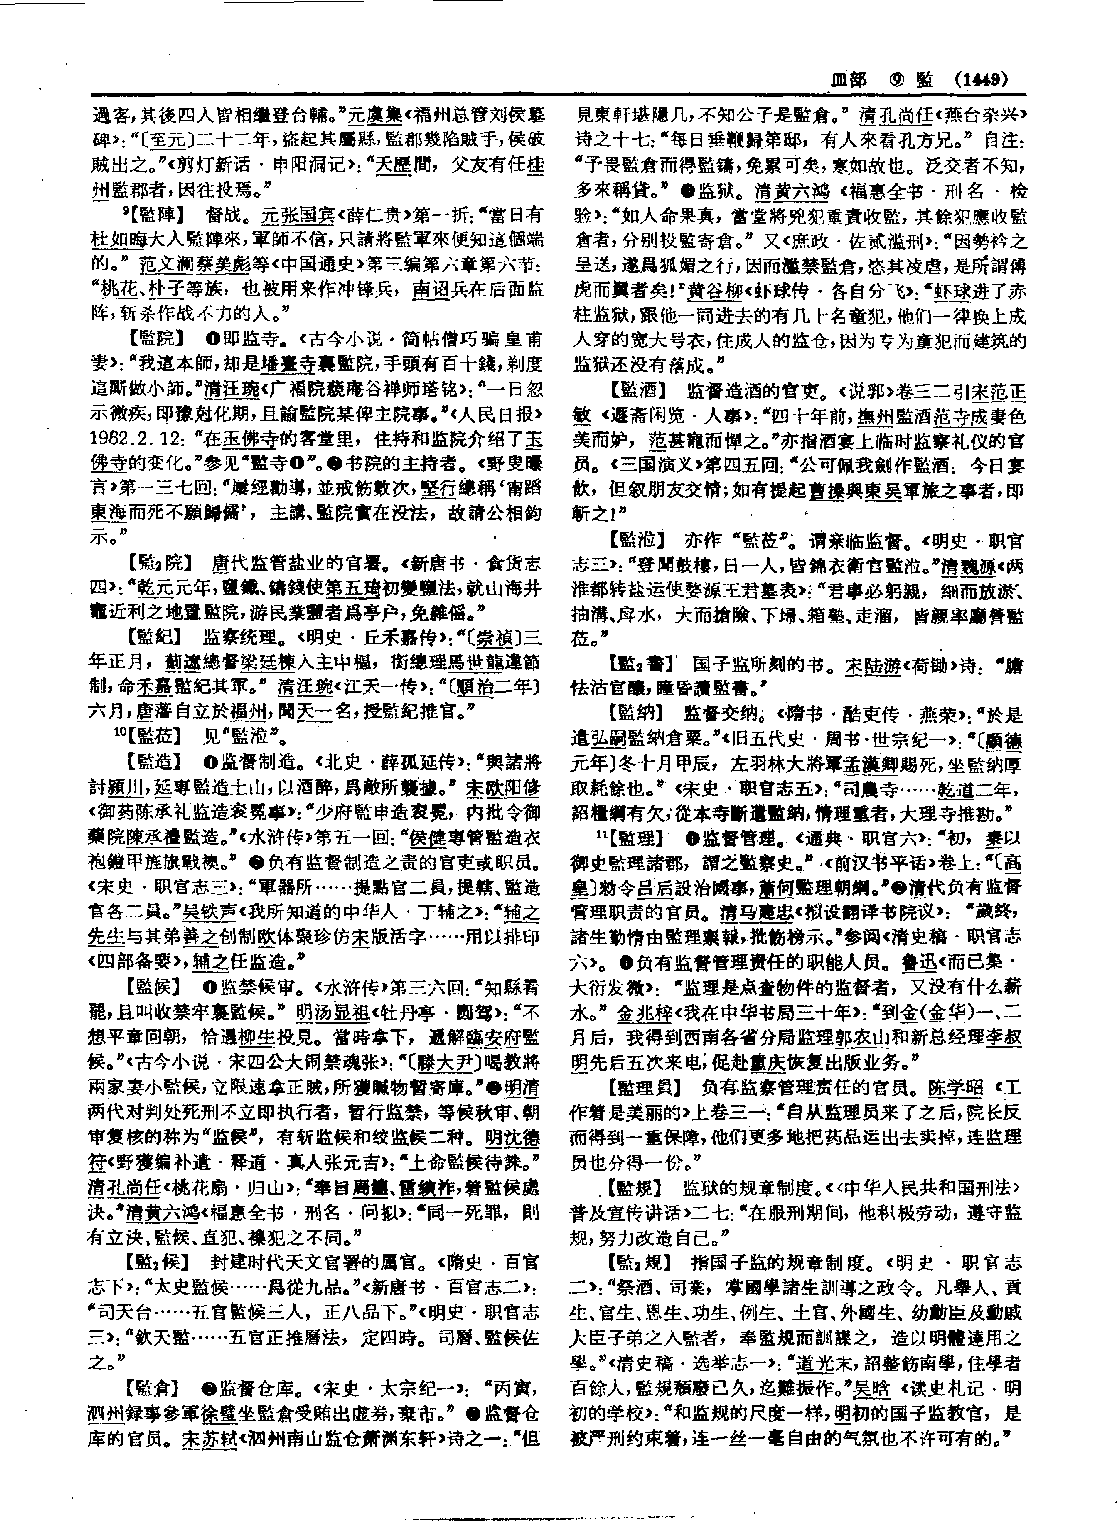 皿部 ⑨ 監 (1449)
過客，其後四人皆相繼登台輔。”元虞集《福州总管刘侯墓
碑》：“〔至元〕二十二年，盗起其屬縣，監郡幾陷賊手，侯破
賊出之。”《剪灯新话·申阳洞记》：“天歷間，父友有任桂
州監郡者，因往投焉。”
⁹【監陣】 督战。元张国宾《薛仁贵》第一折：“當日有
杜如晦大人監陣來，軍師不信，只請將監軍來便知這個端
的。” 范文澜蔡美彪等《中国通史》第三编第六章第六节：
“桃花、朴子等族，也被用来作冲锋兵，南诏兵在后面监
阵，斩杀作战不力的人。”
【監院】 ❶即监寺。《古今小说·简帖僧巧骗皇甫
妻》：“我這本師，却是墦臺寺裏監院，手頭有百十錢，剃度
這厮做小師。”清汪琬《广福院 庵谷禅师塔铭》：“一日忽
示微疾，即豫尅化期，且諭監院某俾主院事。”《人民日报》
1962.2.12：“在玉佛寺的客堂里，住持和监院介绍了玉
佛寺的变化。”参见“監寺❶”。❷书院的主持者。《野叟曝
言》第一三七回：“屢經勸導，並戒飭數次，堅行總稱‘甯蹈
東海而死不願歸儒’，主講、監院實在没法，故請公相鈞
示。”
【監₂院】 唐代监管盐业的官署。《新唐书·食货志
四》：“乾元元年，鹽鐵、鑄錢使第五琦初變鹽法，就山海井
竈近利之地置監院，游民業鹽者爲亭户，免雜徭。”
【監紀】 监察统理。《明史·丘禾嘉传》：“〔崇禎〕三
年正月，薊遼總督梁廷棟入主中樞，銜總理馬世龍違節
制，命禾嘉監紀其軍。” 清汪琬《江天一传》：“〔順治二年〕
六月，唐藩自立於福州，聞天一名，授監紀推官。”
¹⁰【監莅】 见“監涖”。
【監造】 ❶监督制造。《北史·薛孤延传》：“與諸將
討潁川，延專監造土山，以酒醉，爲敵所襲據。” 宋欧阳修
《御药陈承礼监造衮冕事》：“少府監申造衮冕，内批令御
藥院陳承禮監造。”《水浒传》第五一回：“侯健專管監造衣
袍鎧甲旌旗戰襖。” ❷负有监督制造之责的官吏或职员。
《宋史·职官志三》：“軍器所……提點官二員，提轄、監造
官各二員。”吴铁声《我所知道的中华人·丁辅之》：“辅之
先生与其弟善之创制欧体聚珍仿宋版活字……用以排印
《四部备要》，辅之任监造。”
【監候】 ❶监禁候审。《水浒传》第三六回：“知縣看
罷，且叫收禁牢裏監候。” 明汤显祖《牡丹亭·圆驾》：“不
想平章回朝，恰遇柳生投見。當時拿下，遞解臨安府監
候。”《古今小说·宋四公大闹禁魂张》：“〔滕大尹〕喝教將
兩家妻小監候，立限速拿正賊，所獲贓物暫寄庫。”❷明清
两代对判处死刑不立即执行者，暂行监禁，等候秋审、朝
审复核的称为“监候”，有斩监候和绞监候二种。明沈德
符《野獲编补遗·释道·真人张元吉》：“上命監候待誅。”
清孔尚任《桃花扇·归山》：“奉旨周鑣、雷縯祚，着監候處
決。”清黄六鸿《福惠全书·刑名·问拟》：“同一死罪，則
有立決、監候、直犯、襍犯之不同。”
【監₂候】 封建时代天文官署的属官。《隋史·百官
志下》：“太史監候……爲從九品。”《新唐书·百官志二》：
“司天台……五官監候三人，正八品下。”《明史·职官志
三》：“欽天監……五官正推曆法，定四時。司曆、監候佐
之。”
【監倉】 ❶监督仓库。《宋史·太宗纪一》：“丙寅，
泗州録事參軍徐璧坐監倉受賄出虚券，棄市。” ❷监督仓
库的官员。宋苏轼《泗州南山监仓萧渊东轩》诗之一：“但
見東軒堪隱几，不知公子是監倉。” 清孔尚任《燕台杂兴》
诗之十七：“每日垂鞭歸第邸，有人來看孔方兄。” 自注：
“予畏監倉而得監鑄，免累可矣，寒如故也。泛交者不知，
多來稱貸。” ❸监狱。清黄六鸿《福惠全书·刑名·检
验》：“如人命果真，當堂將兇犯重責收監，其餘犯應收監
倉者，分别投監寄倉。” 又《庶政·佐贰滥刑》：“因勢衿之
呈送，遂爲狐媚之行，因而濫禁監倉，恣其凌虐，是所謂傅
虎而翼者矣！”黄谷柳《虾球传·各自分飞》：“虾球进了赤
柱监狱，跟他一同进去的有几十名童犯，他们一律换上成
人穿的宽大号衣，住成人的监仓，因为专为童犯而建筑的
监狱还没有落成。”
【監酒】 监督造酒的官吏。《说郛》卷三二引宋范正
敏《遯斋闲览·人事》：“四十年前，撫州監酒范寺成妻色
美而妒，范甚寵而憚之。”亦指酒宴上临时监察礼仪的官
员。《三国演义》第四五回：“公可佩我劍作監酒：今日宴
飲，但叙朋友交情；如有提起曹操與東吴軍旅之事者，即
斬之！”
【監涖】 亦作“監莅”。谓亲临监督。《明史·职官
志三》：“登聞鼓樓，日一人，皆錦衣衛官監涖。”清魏源《两
淮都转盐运使婺源王君墓表》：“君事必躬親，細而放淤、
抽溝、戽水，大而搶險、下埽、箱墊、走溜，皆親率廳營監
莅。”
【監₂書】 国子监所刻的书。宋陆游《荷锄》诗：“膽
怯沽官釀，瞳昏讀監書。”
【監纳】 监督交纳。《隋书·酷吏传·燕荣》：“於是
遣弘嗣監纳倉粟。”《旧五代史·周书·世宗纪一》：“〔顯德
元年〕冬十月甲辰，左羽林大將軍孟漢卿賜死，坐監纳厚
取耗餘也。”《宋史·职官志五》：“司農寺……乾道二年，
詔糧綱有欠，從本寺斷遣監纳，情理重者，大理寺推勘。”
¹¹【監理】 ❶监督管理。《通典·职官六》：“初，秦以
御史監理諸郡，謂之監察史。”《前汉书平话》卷上：“〔高
皇〕勑令吕后設治國事，蕭何監理朝綱。”❷清代负有监督
管理职责的官员。清马建忠《拟设翻译书院议》：“歲終，
諸生勤惰由監理稟報，批飭榜示。”参阅《清史稿·职官志
六》。❸负有监督管理责任的职能人员。鲁迅《而已集·
大衍发微》：“监理是点查物件的监督者，又没有什么薪
水。”金兆梓《我在中华书局三十年》：“到金〔金华〕一、二
月后，我得到西南各省分局监理郭农山和新总经理李叔
明先后五次来电，促赴重庆恢复出版业务。”
【監理員】 负有监察管理责任的官员。陈学昭《工
作着是美丽的》上卷三一：“自从监理员来了之后，院长反
而得到一重保障，他们更多地把药品运出去卖掉，连监理
员也分得一份。”
【監規】 监狱的规章制度。《〈中华人民共和国刑法〉
普及宣传讲话》二七：“在服刑期间，他积极劳动，遵守监
规，努力改造自己。”
【監₂規】 指国子监的规章制度。《明史·职官志
二》：“祭酒、司業，掌國學諸生訓導之政令。凡舉人、貢
生、官生、恩生、功生、例生、土官、外國生、幼勳臣及勳戚
大臣子弟之入監者，奉監規而訓課之，造以明體達用之
學。”《清史稿·选举志一》：“道光末，詔整飭南學，住學者
百餘人，監規頹廢已久，迄難振作。”吴晗《读史札记·明
初的学校》：“和监规的尺度一样，明初的国子监教官，是
被严刑约束着，连一丝一毫自由的气氛也不许可有的。”